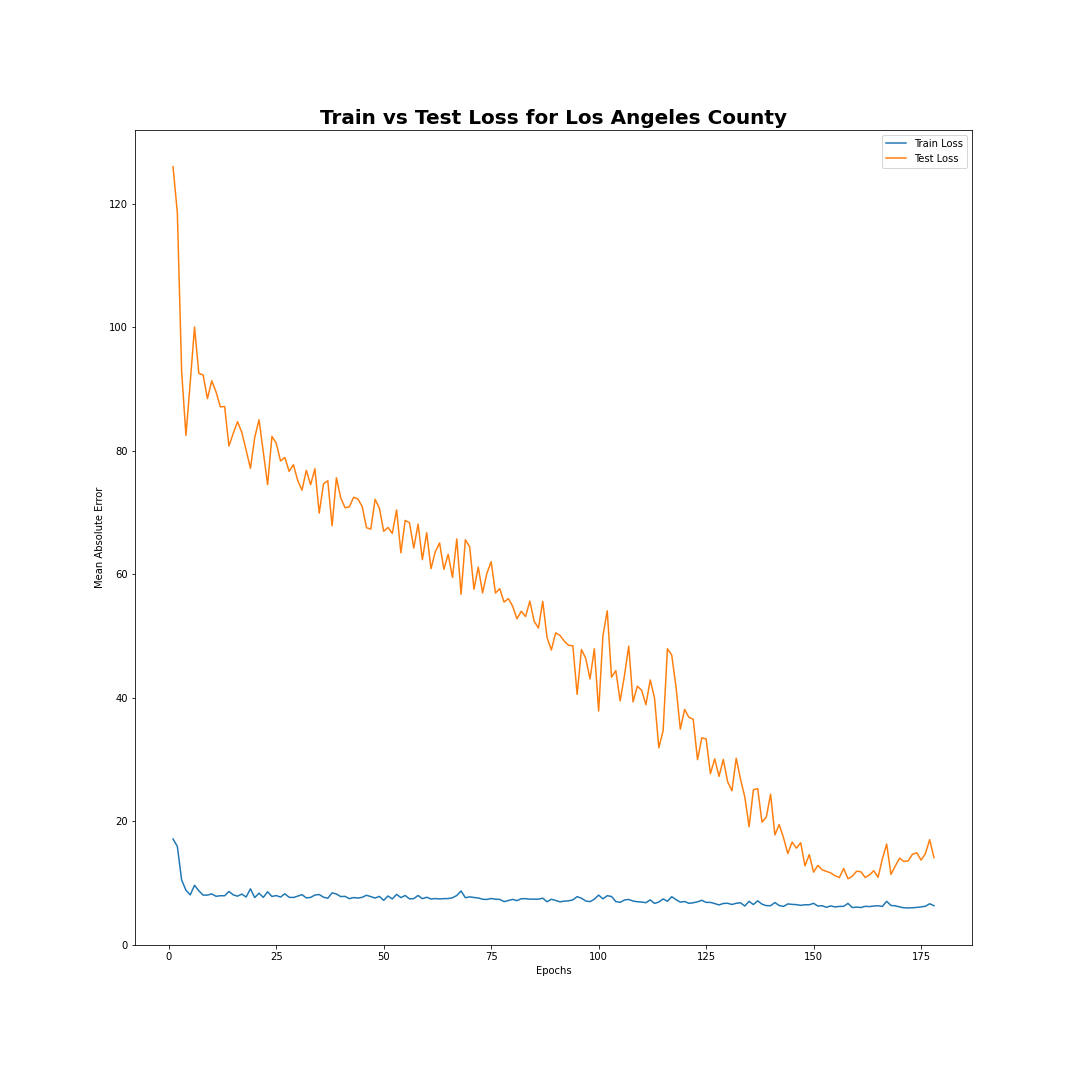 Train vs Test Loss for Los Angeles County
Train Loss
Test Loss
120
100
80
60
40
20
0
Mean Absolute Error
0 25 50 75 100 125 150 175
Epochs